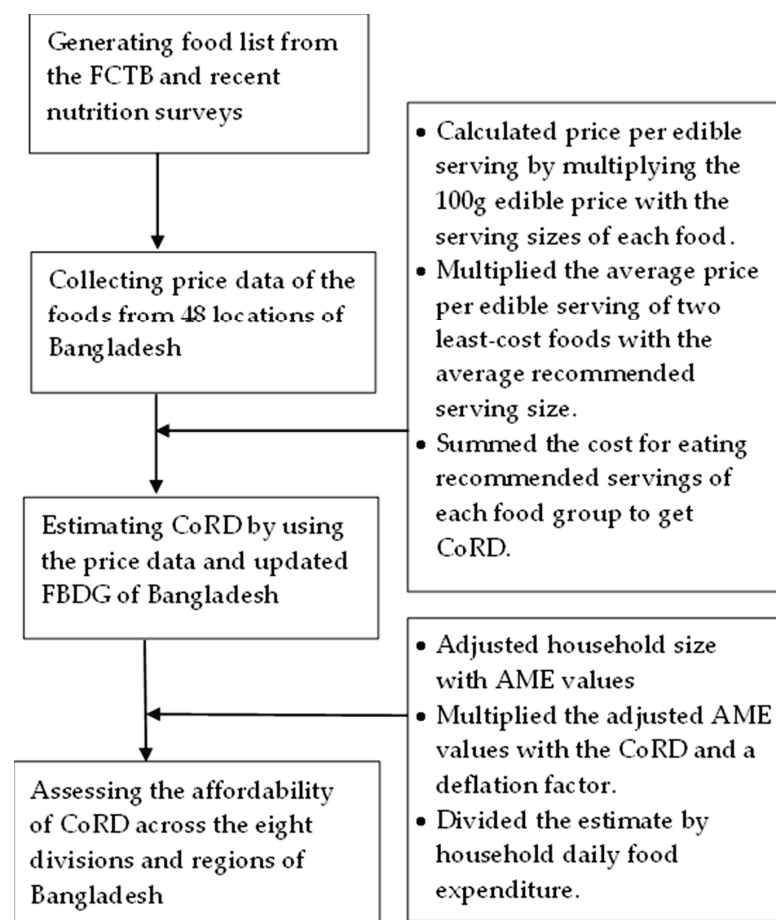 Generating food list from
the FCTB and recent
nutrition surveys
Collecting price data of the
foods from 48 locations of
Bangladesh
• Calculated price per edible
serving by multiplying the
100g edible price with the
serving sizes of each food.
• Multiplied the average price
per edible serving of two
least-cost foods with the
average recommended
serving size.
• Summed the cost for eating
recommended servings of
each food group to get
CoRD.
Estimating CoRD by using
the price data and updated
FBDG of Bangladesh
• Adjusted household size
with AME values
• Multiplied the adjusted AME
values with the CoRD and a
deflation factor.
• Divided the estimate by
household daily food
expenditure.
Assessing the affordability
of CoRD across the eight
divisions and regions of
Bangladesh